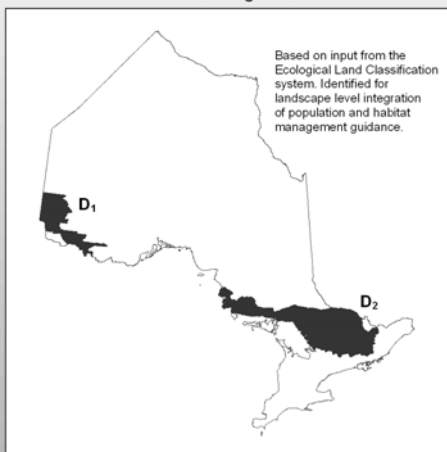 Based on input from the
Ecological Land Classification
system. Identified for
landscape level integration
of population and habitat
management guidance.
D₁
D₂